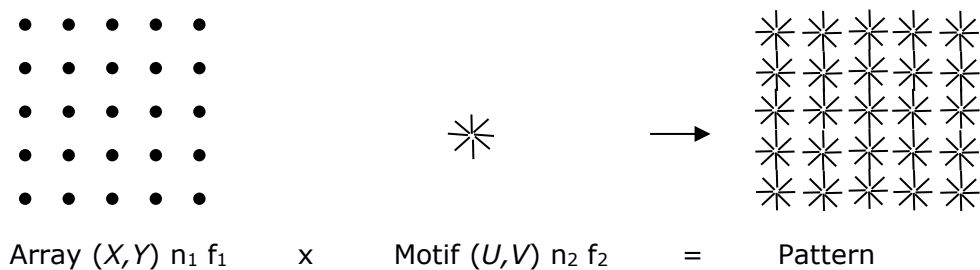 Array (X,Y) n₁ f₁ x Motif (U,V) n₂ f₂ = Pattern